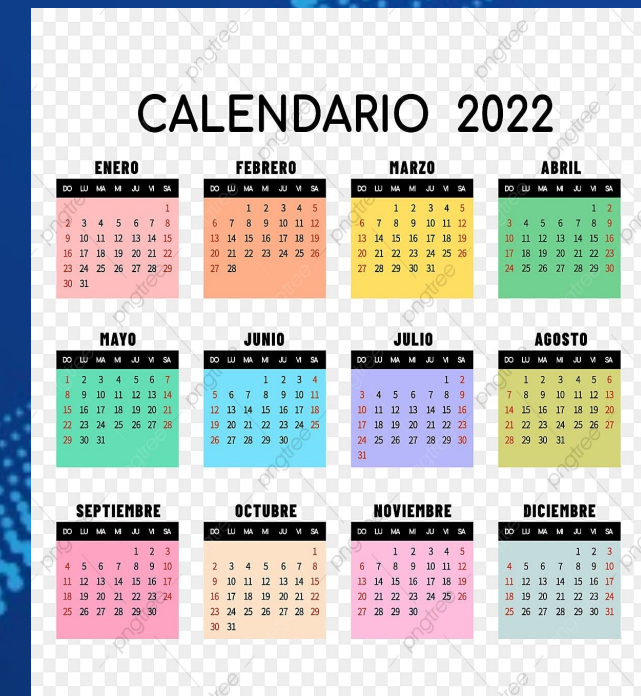 CALENDARIO 2022
ENERO FEBRERO MARZO ABRIL
DO LU MA MI JU VI SA DO LU MA MI JU VI SA DO LU MA MI JU VI SA DO LU MA MI JU VI SA
1 1 2 3 4 5 1 2 3 4 5 1 2
2 3 4 5 6 7 8 6 7 8 9 10 11 12 6 7 8 9 10 11 12 3 4 5 6 7 8 9
9 10 11 12 13 14 15 13 14 15 16 17 18 19 13 14 15 16 17 18 19 10 11 12 13 14 15 16
16 17 18 19 20 21 22 20 21 22 23 24 25 26 20 21 22 23 24 25 26 17 18 19 20 21 22 23
23 24 25 26 27 28 29 27 28 27 28 29 30 31 24 25 26 27 28 29 30
30 31
MAYO JUNIO JULIO AGOSTO
DO LU MA MI JU VI SA DO LU MA MI JU VI SA DO LU MA MI JU VI SA DO LU MA MI JU VI SA
1 2 3 4 5 6 7 1 2 3 4 1 2 1 2 3 4 5 6
8 9 10 11 12 13 14 5 6 7 8 9 10 11 3 4 5 6 7 8 9 7 8 9 10 11 12 13
15 16 17 18 19 20 21 12 13 14 15 16 17 18 10 11 12 13 14 15 16 14 15 16 17 18 19 20
22 23 24 25 26 27 28 19 20 21 22 23 24 25 17 18 19 20 21 22 23 21 22 23 24 25 26 27
29 30 31 26 27 28 29 30 24 25 26 27 28 29 30 28 29 30 31
31
SEPTIEMBRE OCTUBRE NOVIEMBRE DICIEMBRE
DO LU MA MI JU VI SA DO LU MA MI JU VI SA DO LU MA MI JU VI SA DO LU MA MI JU VI SA
1 2 3 1 1 2 3 4 5 1 2 3
4 5 6 7 8 9 10 2 3 4 5 6 7 8 6 7 8 9 10 11 12 4 5 6 7 8 9 10
11 12 13 14 15 16 17 9 10 11 12 13 14 15 13 14 15 16 17 18 19 11 12 13 14 15 16 17
18 19 20 21 22 23 24 16 17 18 19 20 21 22 20 21 22 23 24 25 26 18 19 20 21 22 23 24
25 26 27 28 29 30 23 24 25 26 27 28 29 27 28 29 30 25 26 27 28 29 30 31
30 31
pngtree